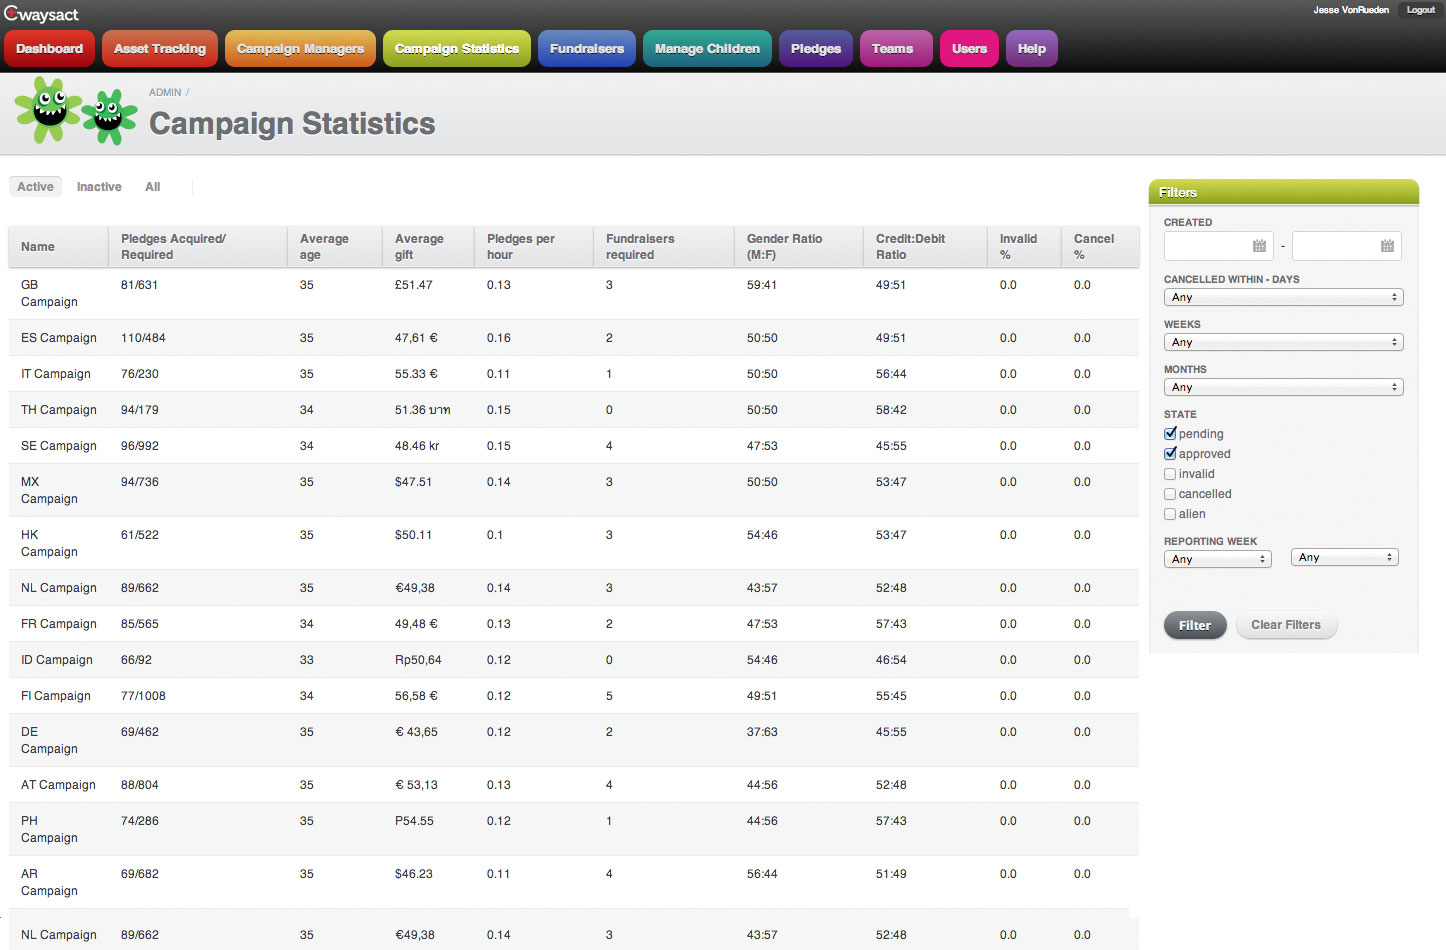 waysact
Jesse VonRueden Logout
Dashboard Asset Tracking Campaign Managers Campaign Statistics Fundraisers Manage Children Pledges Teams Users Help
ADMIN /
Campaign Statistics
Active Inactive All
Name Pledges Acquired/ Required Average age Average gift Pledges per hour Fundraisers required Gender Ratio (M:F) Credit:Debit Ratio Invalid % Cancel %
GB Campaign 81/631 35 £51.47 0.13 3 59:41 49:51 0.0 0.0
ES Campaign 110/484 35 47,61 € 0.16 2 50:50 49:51 0.0 0.0
IT Campaign 76/230 35 55.33 € 0.11 1 50:50 56:44 0.0 0.0
TH Campaign 94/179 34 51.36 บาท 0.15 0 50:50 58:42 0.0 0.0
SE Campaign 96/992 34 48.46 kr 0.15 4 47:53 45:55 0.0 0.0
MX Campaign 94/736 35 $47.51 0.14 3 50:50 53:47 0.0 0.0
HK Campaign 61/522 35 $50.11 0.1 3 54:46 53:47 0.0 0.0
NL Campaign 89/662 35 €49,38 0.14 3 43:57 52:48 0.0 0.0
FR Campaign 85/565 34 49,48 € 0.13 2 47:53 57:43 0.0 0.0
ID Campaign 66/92 33 Rp50,64 0.12 0 54:46 46:54 0.0 0.0
FI Campaign 77/1008 34 56,58 € 0.12 5 49:51 55:45 0.0 0.0
DE Campaign 69/462 35 € 43,65 0.12 2 37:63 45:55 0.0 0.0
AT Campaign 88/804 35 € 53,13 0.13 4 44:56 52:48 0.0 0.0
PH Campaign 74/286 35 P54.55 0.12 1 44:56 57:43 0.0 0.0
AR Campaign 69/682 35 $46.23 0.11 4 56:44 51:49 0.0 0.0
NL Campaign 89/662 35 €49,38 0.14 3 43:57 52:48 0.0 0.0
Filters
CREATED
-
CANCELLED WITHIN - DAYS
Any
WEEKS
Any
MONTHS
Any
STATE
pending
approved
invalid
cancelled
alien
REPORTING WEEK
Any Any
Filter Clear Filters